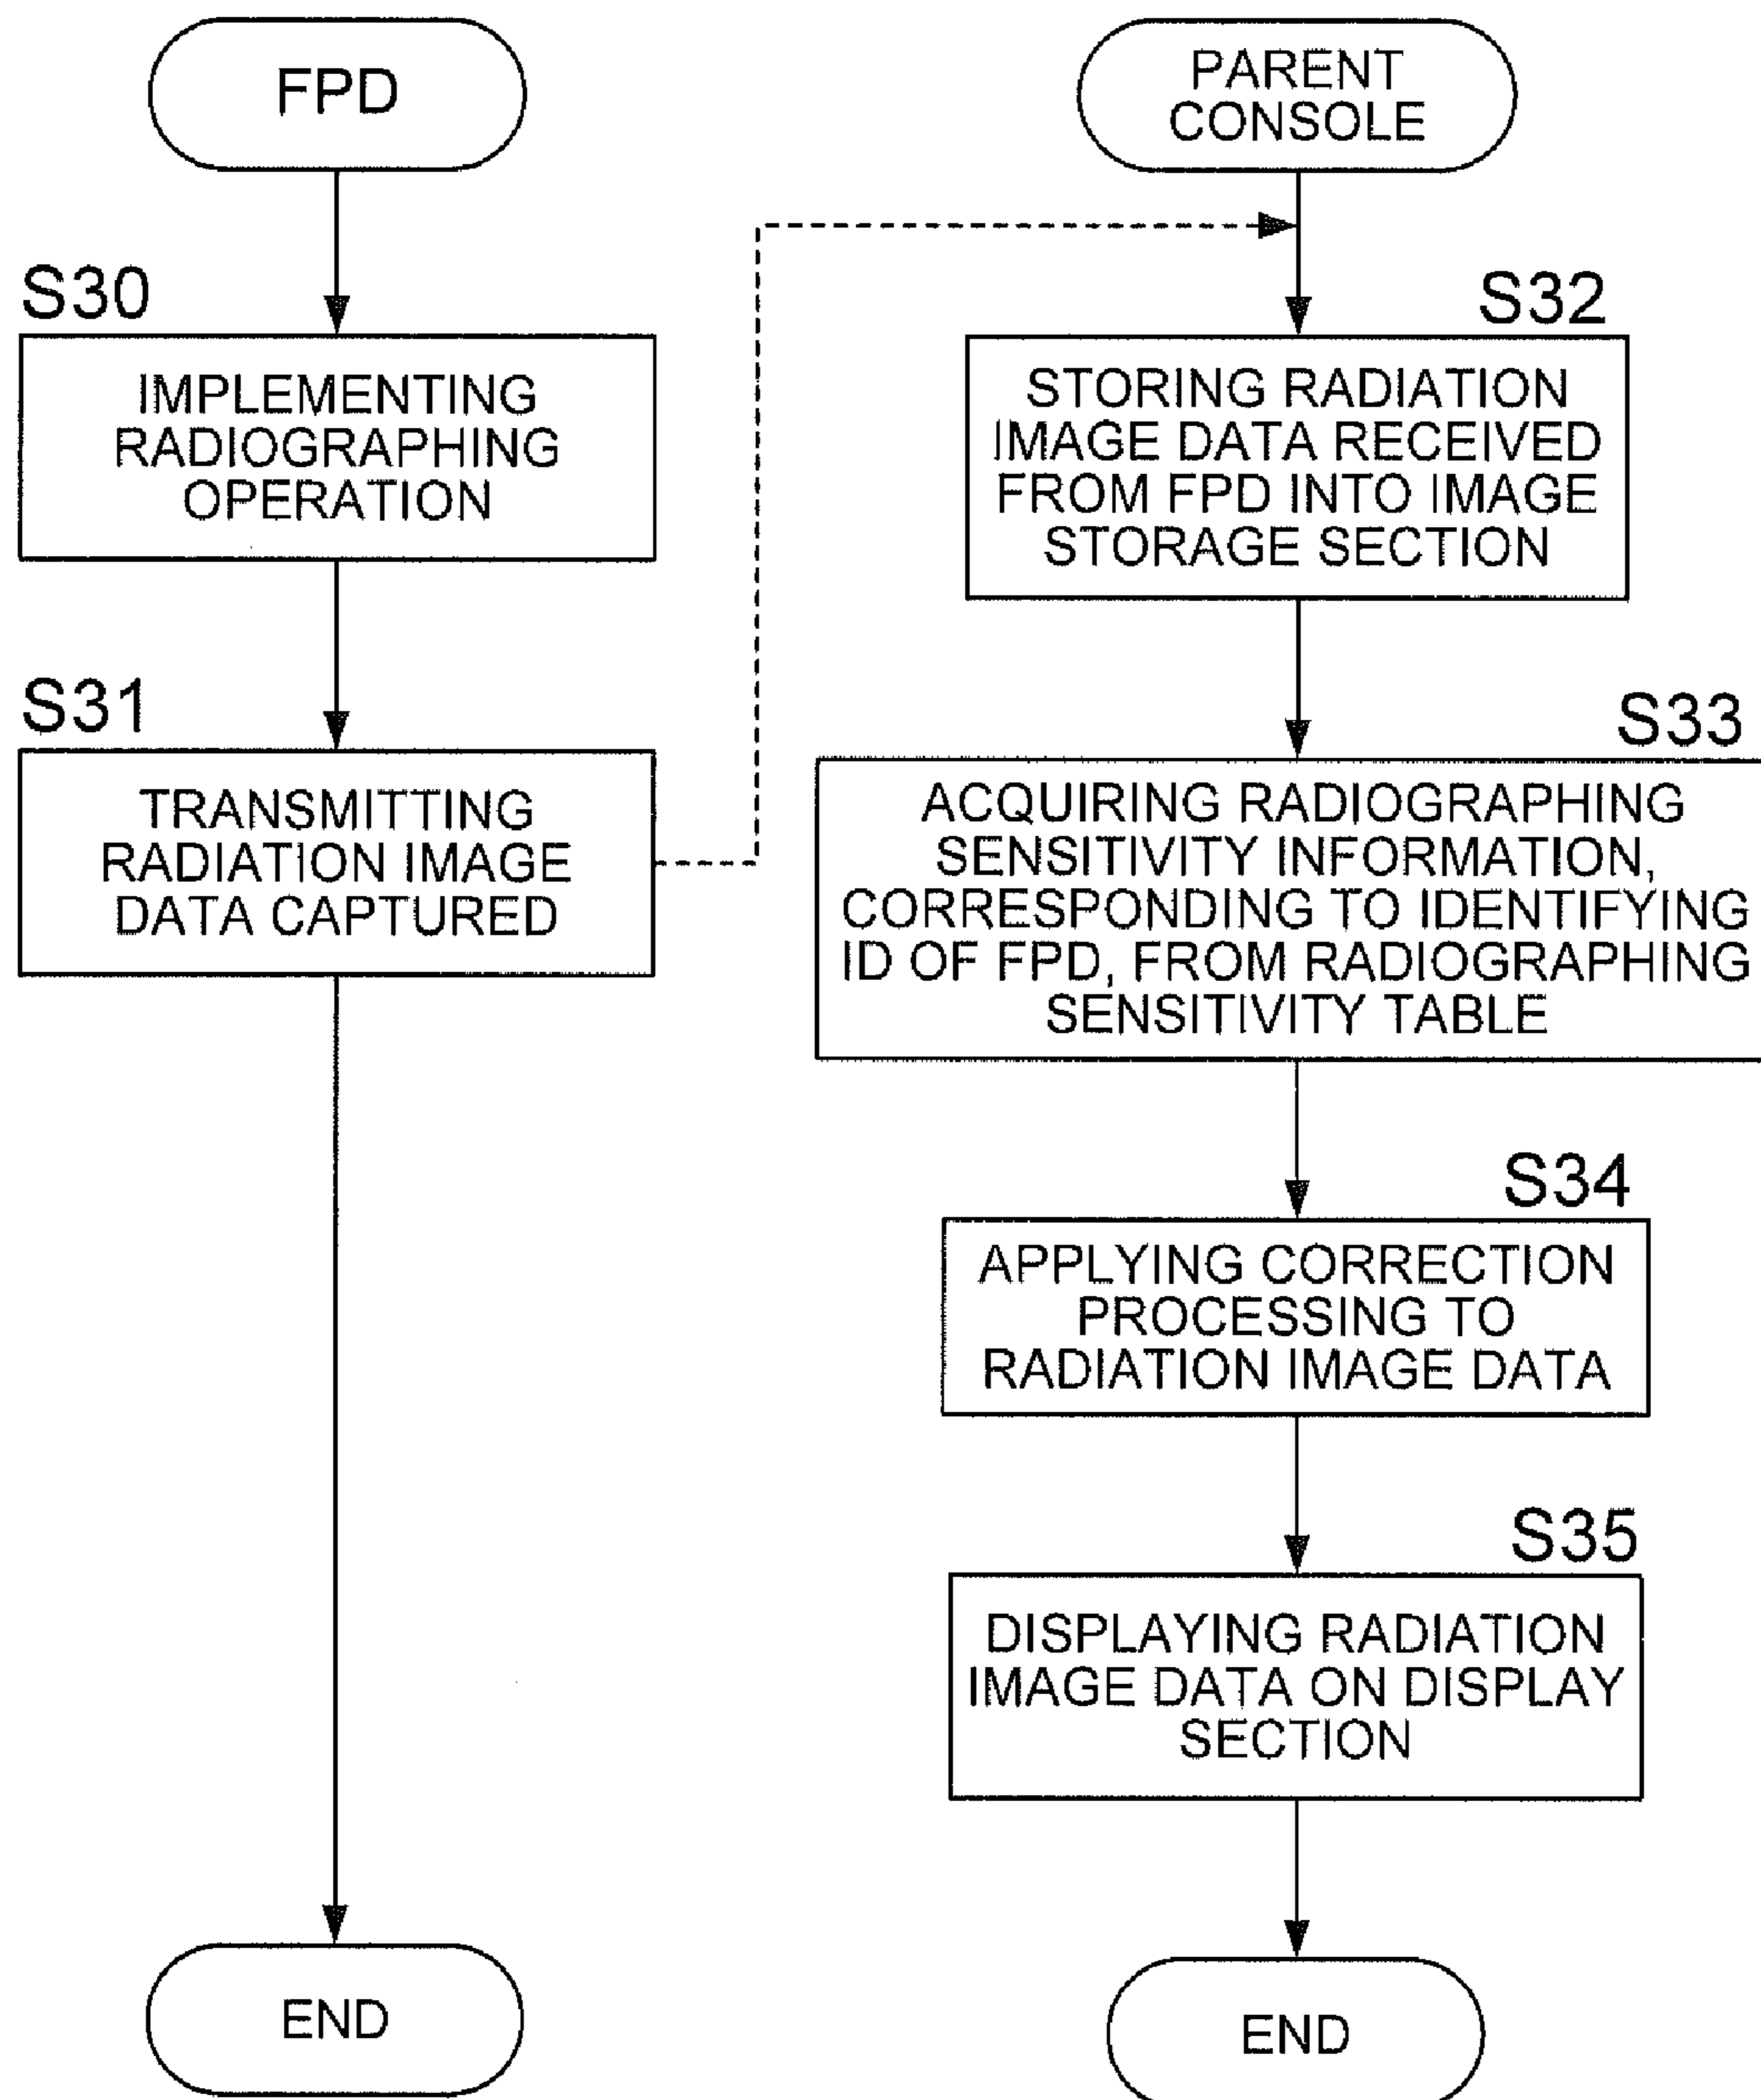 FPD
S30
IMPLEMENTING
RADIOGRAPHING
OPERATION
S31
TRANSMITTING
RADIATION IMAGE
DATA CAPTURED
END
PARENT
CONSOLE
S32
STORING RADIATION
IMAGE DATA RECEIVED
FROM FPD INTO IMAGE
STORAGE SECTION
S33
ACQUIRING RADIOGRAPHING
SENSITIVITY INFORMATION,
CORRESPONDING TO IDENTIFYING
ID OF FPD, FROM RADIOGRAPHING
SENSITIVITY TABLE
S34
APPLYING CORRECTION
PROCESSING TO
RADIATION IMAGE DATA
S35
DISPLAYING RADIATION
IMAGE DATA ON DISPLAY
SECTION
END